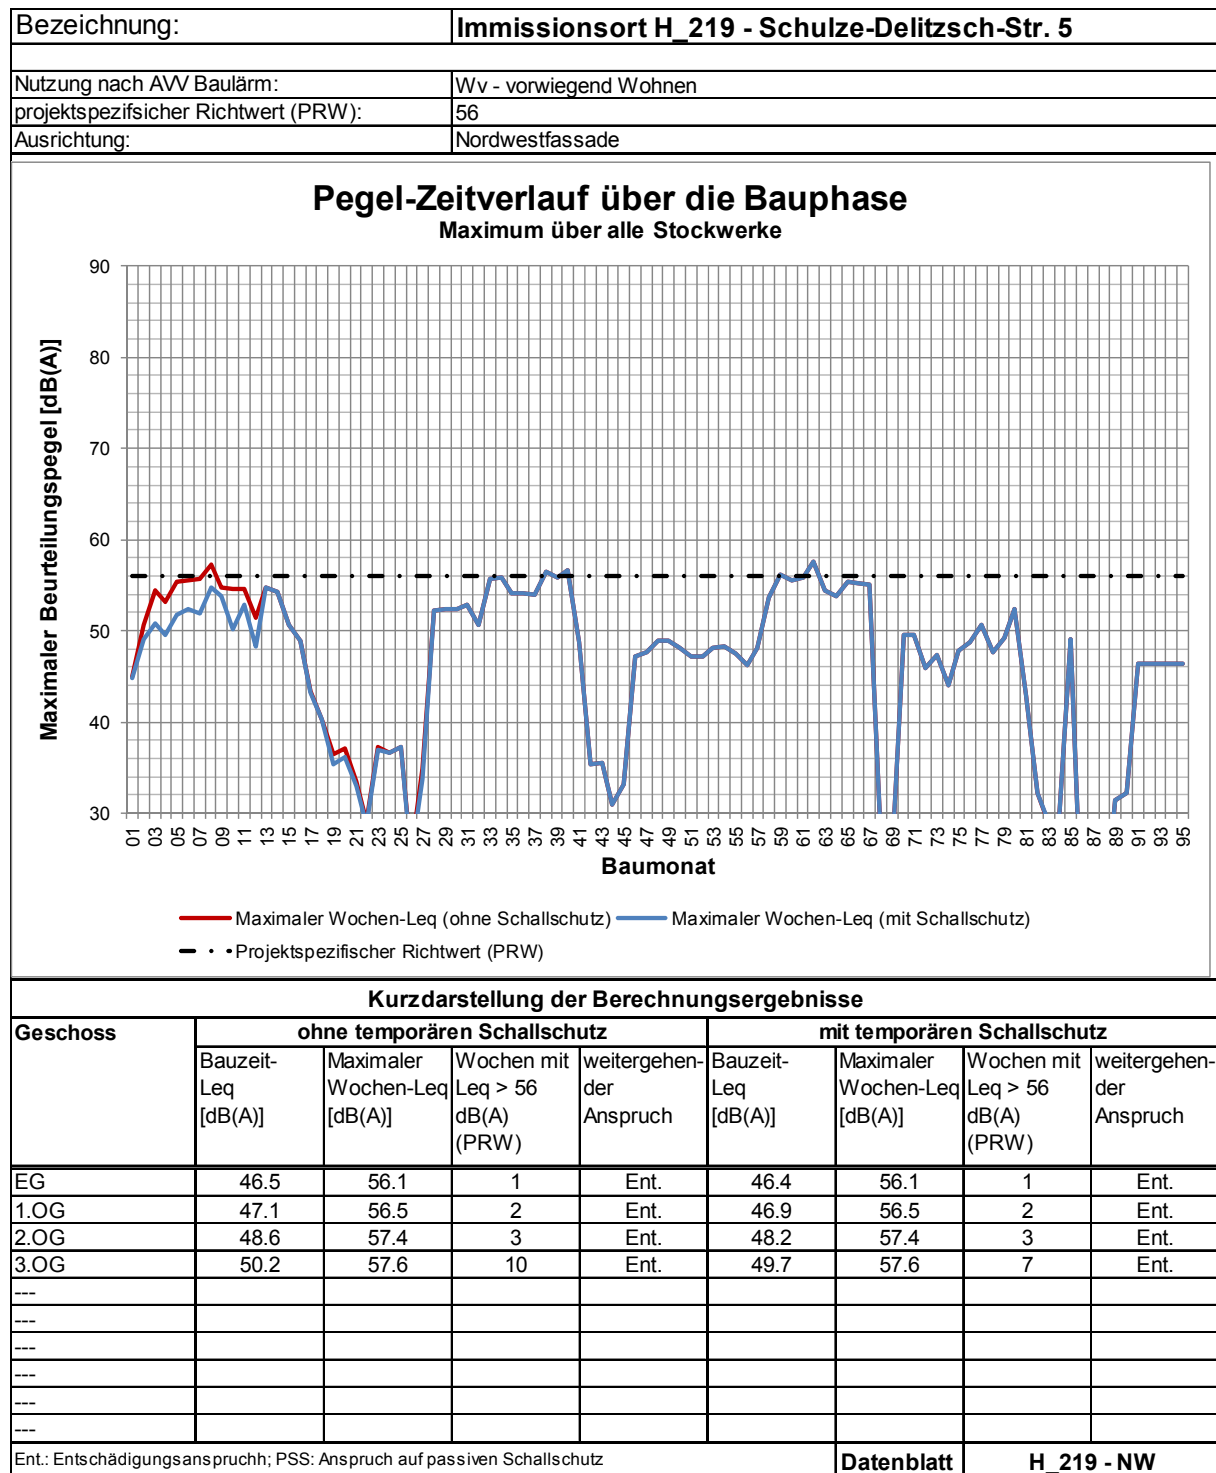 Bezeichnung: Immissionsort H_219 - Schulze-Delitzsch-Str. 5
Nutzung nach AVV Baulärm: Wv - vorwiegend Wohnen
projektspezifsicher Richtwert (PRW): 56
Ausrichtung: Nordwestfassade
Pegel-Zeitverlauf über die Bauphase
Maximum über alle Stockwerke
Maximaler Beurteilungspegel [dB(A)]
90
80
70
60
50
40
30
01 03 05 07 09 11 13 15 17 19 21 23 25 27 29 31 33 35 37 39 41 43 45 47 49 51 53 55 57 59 61 63 65 67 69 71 73 75 77 79 81 83 85 87 89 91 93 95
Baumonat
Maximaler Wochen-Leq (ohne Schallschutz) Maximaler Wochen-Leq (mit Schallschutz)
Projektspezifischer Richtwert (PRW)
Kurzdarstellung der Berechnungsergebnisse
Geschoss ohne temporären Schallschutz mit temporären Schallschutz
Bauzeit- Maximaler Wochen mit weitergehen- Bauzeit- Maximaler Wochen mit weitergehen-
Leq Wochen-Leq Leq > 56 der Leq Wochen-Leq Leq > 56 der
[dB(A)] [dB(A)] dB(A) Anspruch [dB(A)] [dB(A)] dB(A) Anspruch
(PRW) (PRW)
EG 46.5 56.1 1 Ent. 46.4 56.1 1 Ent.
1.OG 47.1 56.5 2 Ent. 46.9 56.5 2 Ent.
2.OG 48.6 57.4 3 Ent. 48.2 57.4 3 Ent.
3.OG 50.2 57.6 10 Ent. 49.7 57.6 7 Ent.
---
---
---
---
---
---
Ent.: Entschädigungsanspruchh; PSS: Anspruch auf passiven Schallschutz Datenblatt H_219 - NW